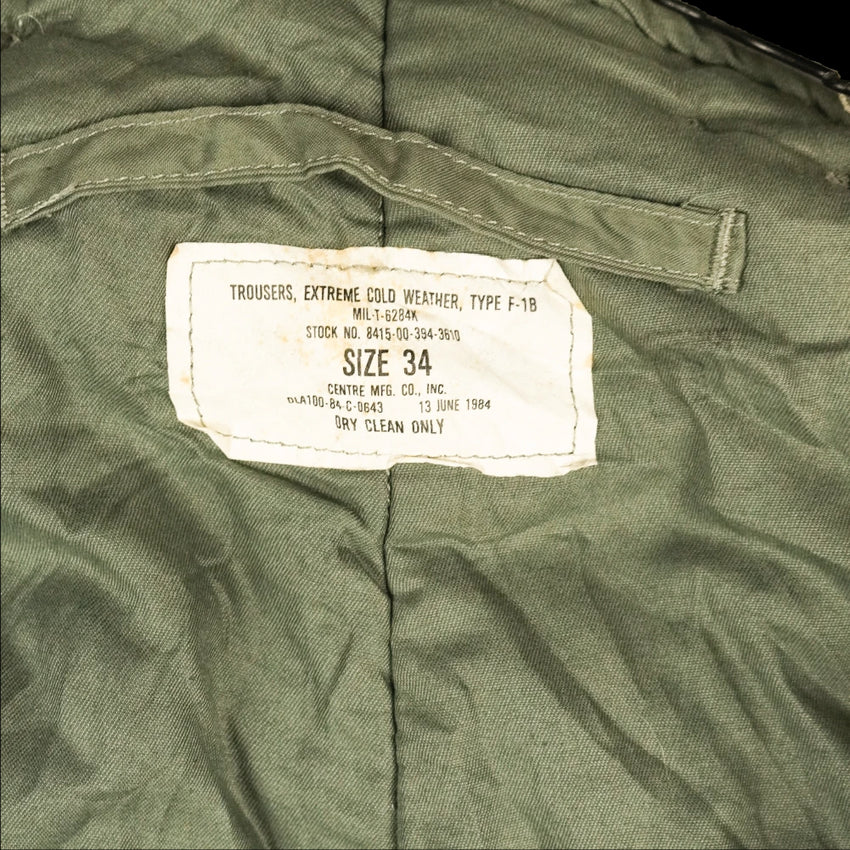 TROUSERS, EXTREME COLD WEATHER, TYPE F-1B
MIL-T-6284K
STOCK NO. 8415-00-394-3610
SIZE 34
CENTRE MFG. CO., INC.
DLA100-84-C-0643 13 JUNE 1984
DRY CLEAN ONLY